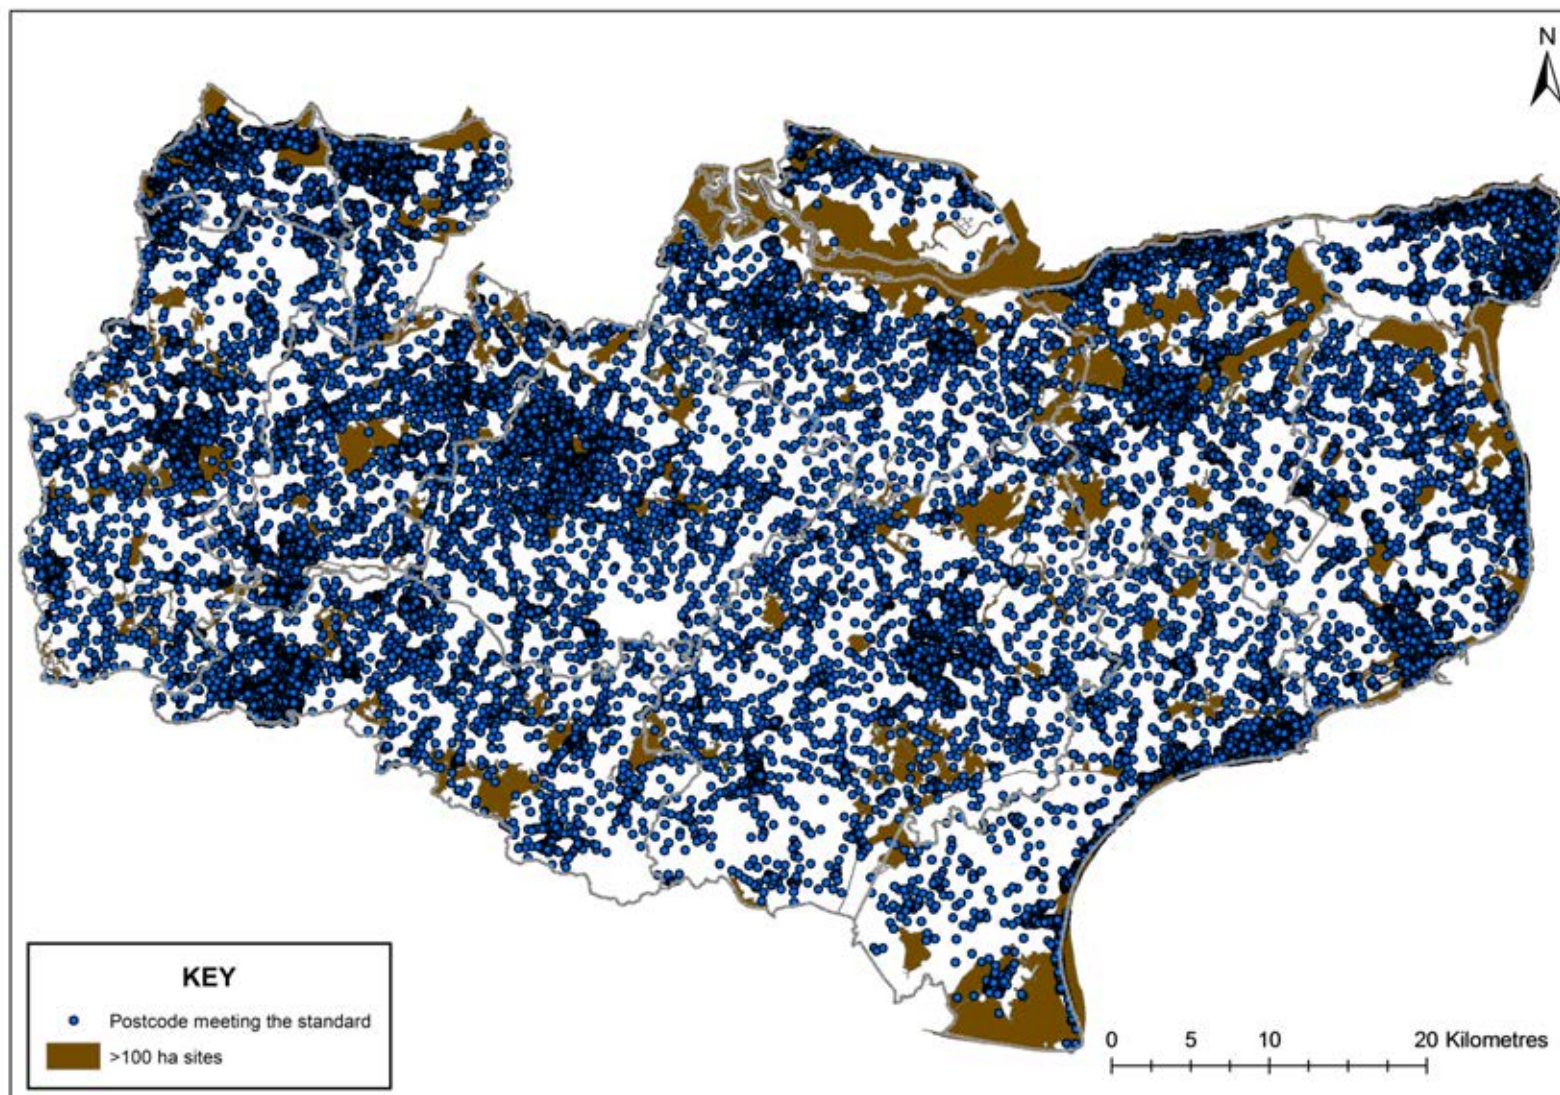 N
KEY
Postcode meeting the standard
>100 ha sites
0 5 10 20 Kilometres